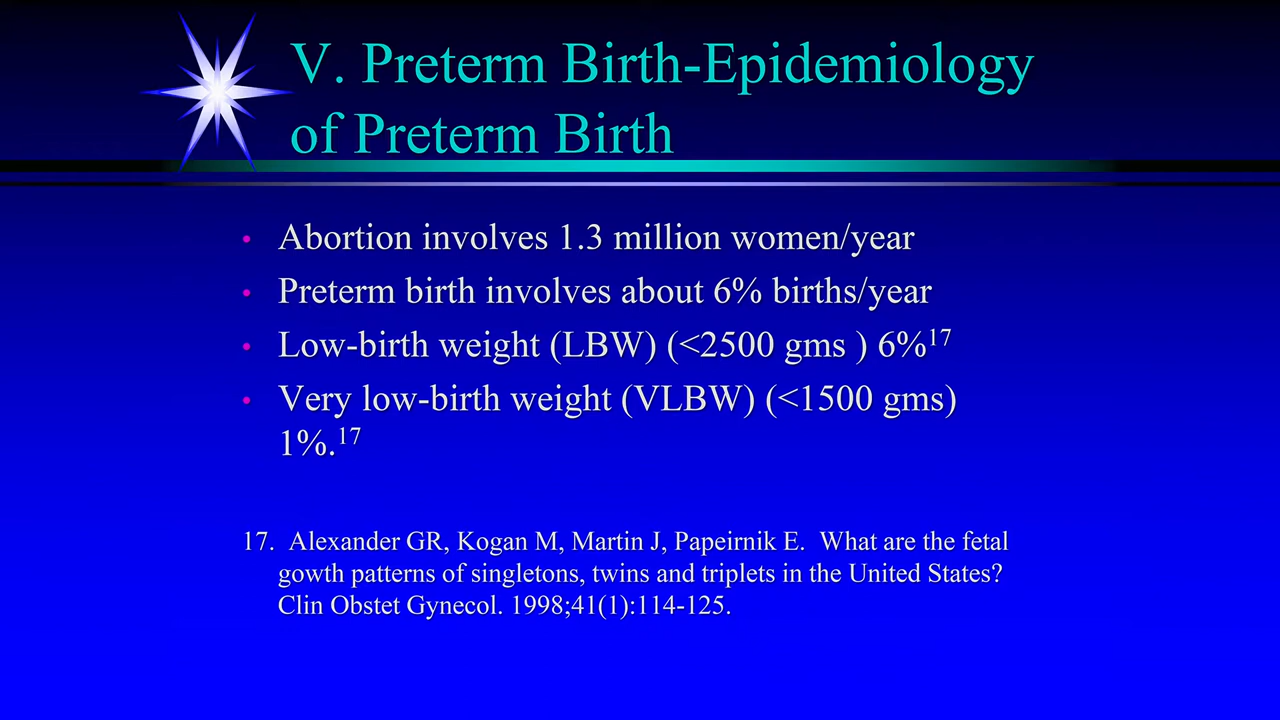 V. Preterm Birth-Epidemiology
of Preterm Birth
• Abortion involves 1.3 million women/year
• Preterm birth involves about 6% births/year
• Low-birth weight (LBW) (<2500 gms ) 6%17
• Very low-birth weight (VLBW) (<1500 gms)
1%.17
17. Alexander GR, Kogan M, Martin J, Papeirnik E. What are the fetal
gowth patterns of singletons, twins and triplets in the United States?
Clin Obstet Gynecol. 1998;41(1):114-125.